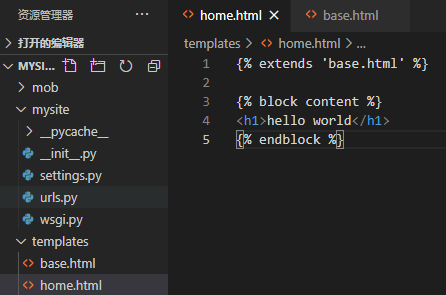 资源管理器
打开的编辑器
MYSI...
mob
mysite
__pycache__
__init__.py
settings.py
urls.py
wsgi.py
templates
base.html
home.html
home.html
base.html
templates > home.html > ...
1 {% extends 'base.html' %}
2
3 {% block content %}
4 <h1>hello world</h1>
5 {% endblock %}